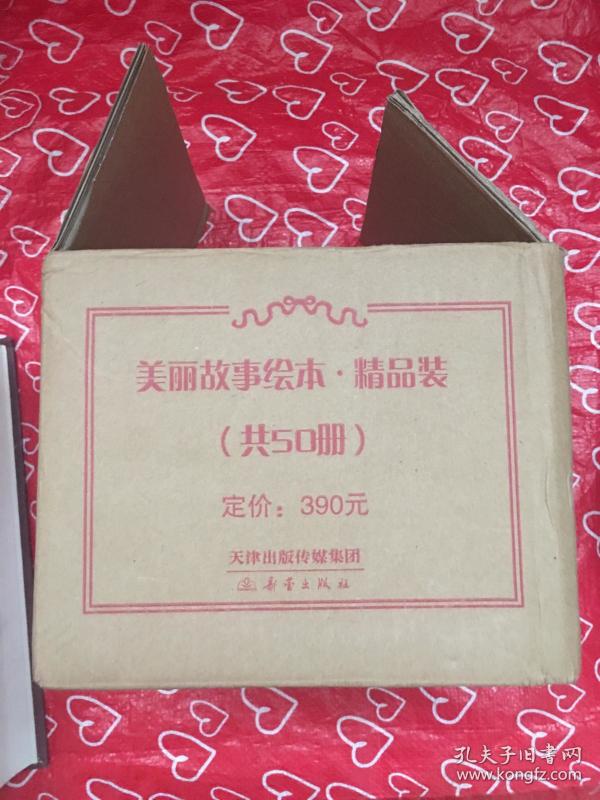 美丽故事绘本·精品装
（共50册）
定价：390元
天津出版传媒集团
新蕾出版社
孔夫子旧书网
www.kongfz.com